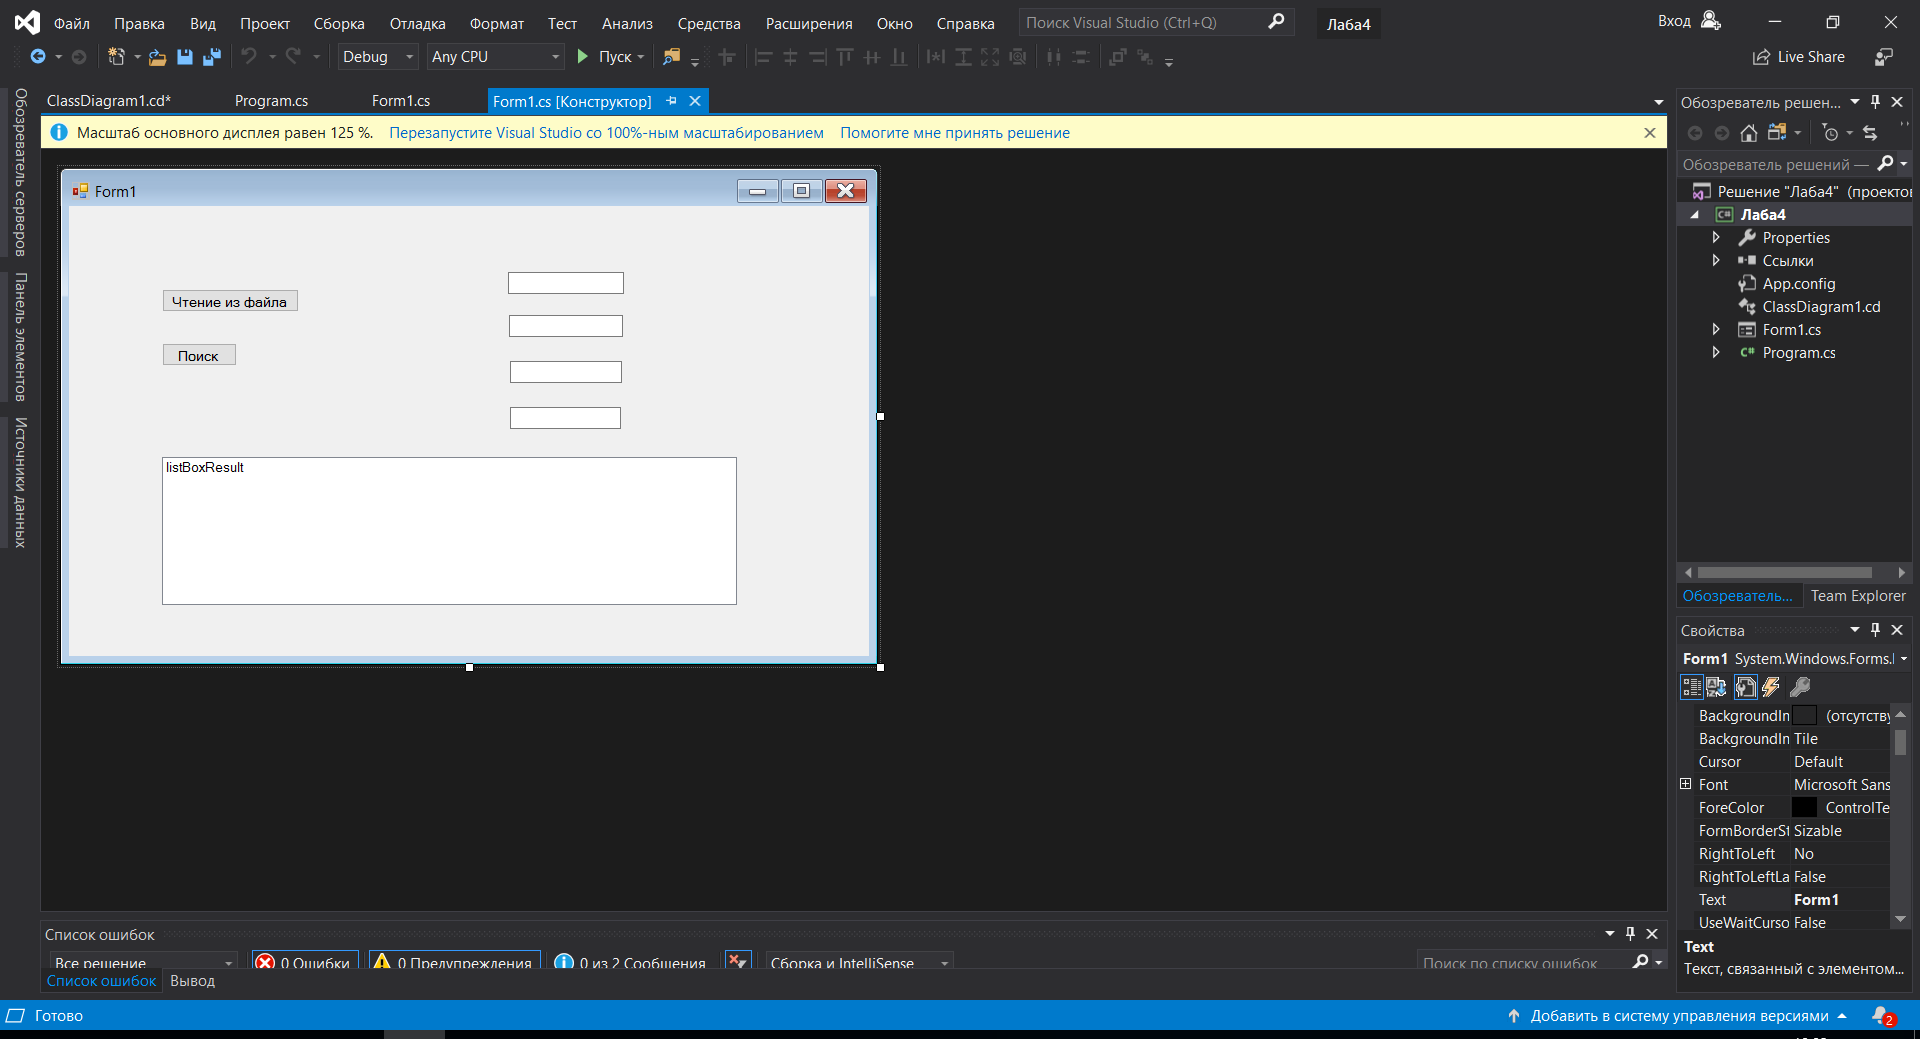 Файл Правка Вид Проект Сборка Отладка Формат Тест Анализ Средства Расширения Окно Справка Поиск Visual Studio (Ctrl+Q) Лаба4 Вход
Debug Any CPU Пуск Live Share
Обозреватель серверов
Панель элементов
Источники данных
ClassDiagram1.cd* Program.cs Form1.cs Form1.cs [Конструктор]
Масштаб основного дисплея равен 125 %. Перезапустите Visual Studio со 100%-ным масштабированием Помогите мне принять решение
Form1
Чтение из файла
Поиск
listBoxResult
Обозреватель решен...
Обозреватель решений —
Решение "Лаба4" (проектов
C# Лаба4
Properties
Ссылки
App.config
ClassDiagram1.cd
Form1.cs
C# Program.cs
Обозреватель... Team Explorer
Свойства
Form1 System.Windows.Forms.
BackgroundIn (отсутству
BackgroundIn Tile
Cursor Default
Font Microsoft Sans
ForeColor ControlTe
FormBorderSt Sizable
RightToLeft No
RightToLeftLa False
Text Form1
UseWaitCurso False
Text
Текст, связанный с элементом...
Список ошибок
Все решение 0 Ошибки 0 Предупреждения 0 из 2 Сообщения Сборка и IntelliSense Поиск по списку ошибок
Список ошибок Вывод
Готово Добавить в систему управления версиями 2